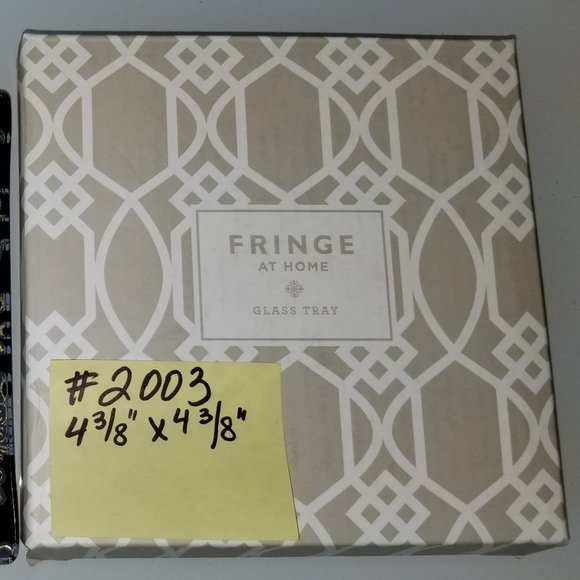 FRINGE
AT HOME
GLASS TRAY
#2003
4 3/8" x 4 3/8"